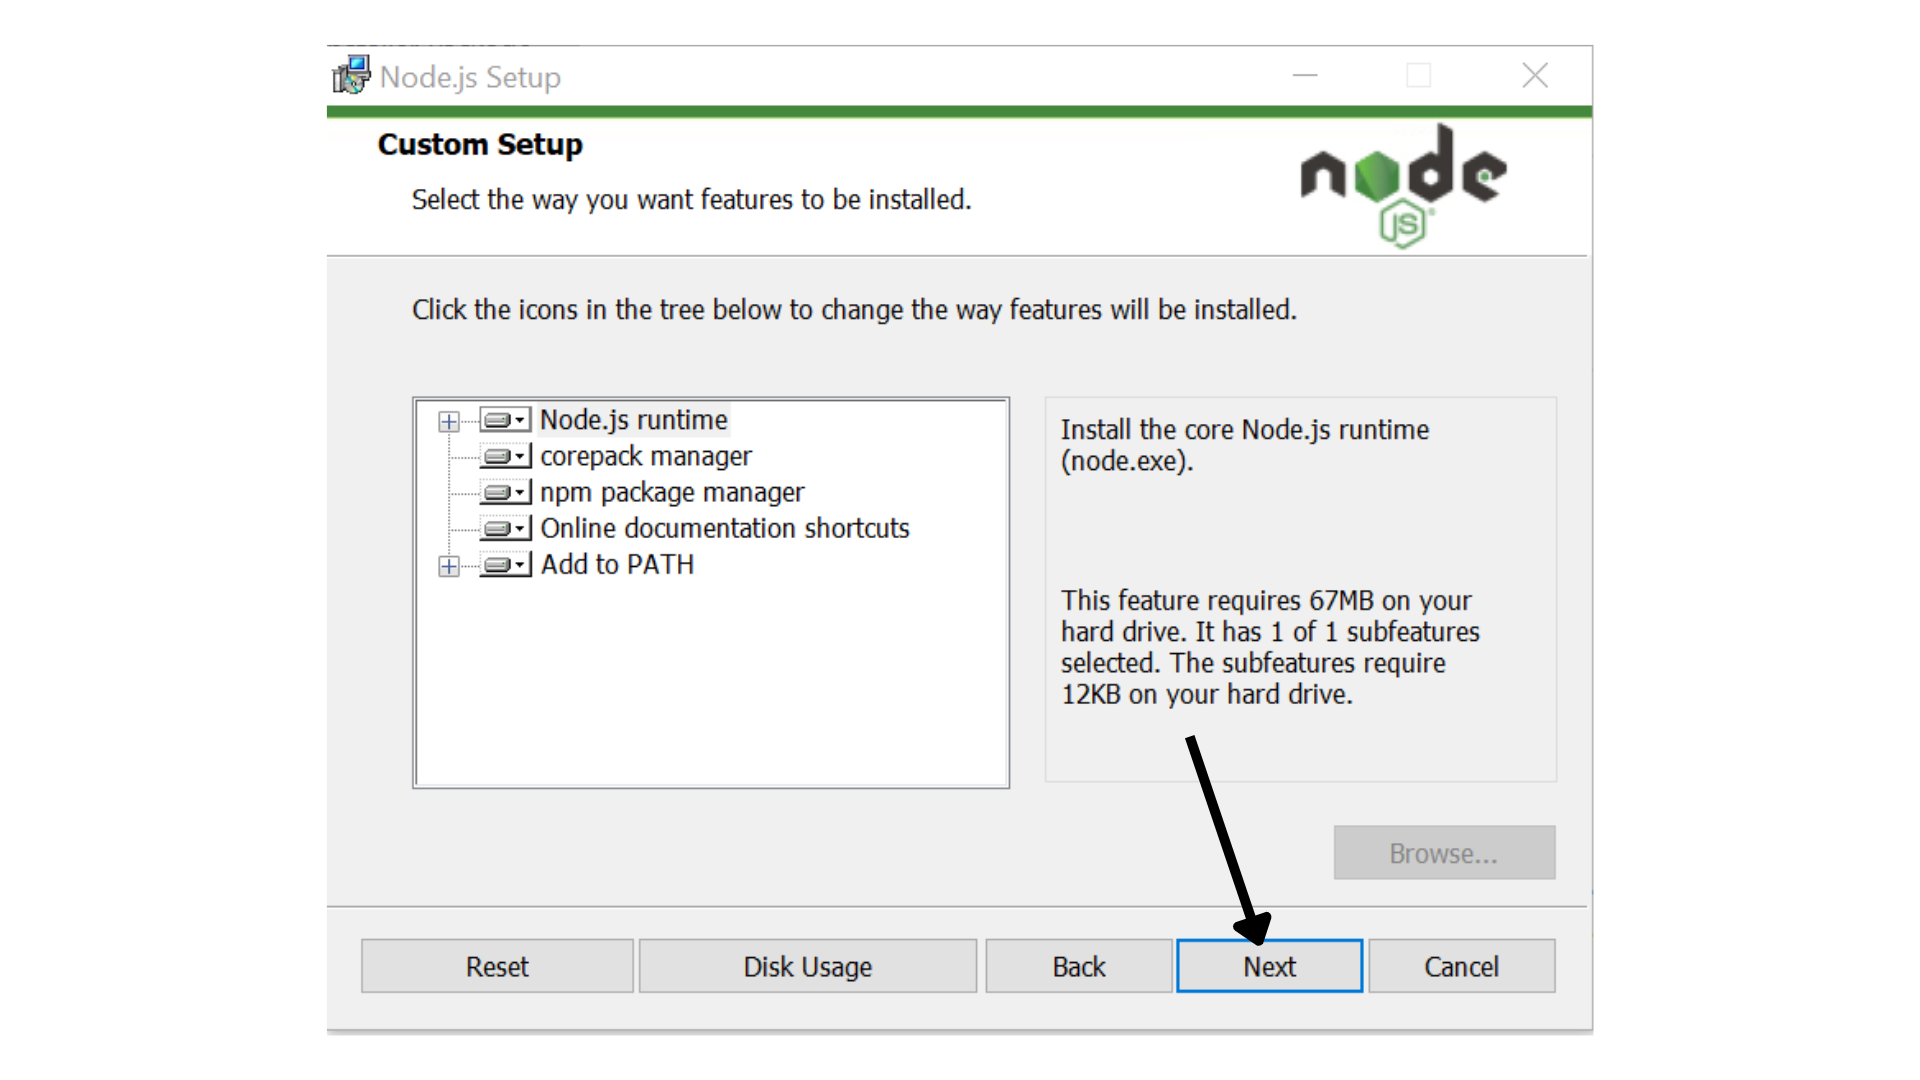 Node.js Setup
Custom Setup
Select the way you want features to be installed.
node
JS
Click the icons in the tree below to change the way features will be installed.
Node.js runtime
corepack manager
npm package manager
Online documentation shortcuts
Add to PATH
Install the core Node.js runtime
(node.exe).
This feature requires 67MB on your
hard drive. It has 1 of 1 subfeatures
selected. The subfeatures require
12KB on your hard drive.
Browse...
Reset
Disk Usage
Back
Next
Cancel